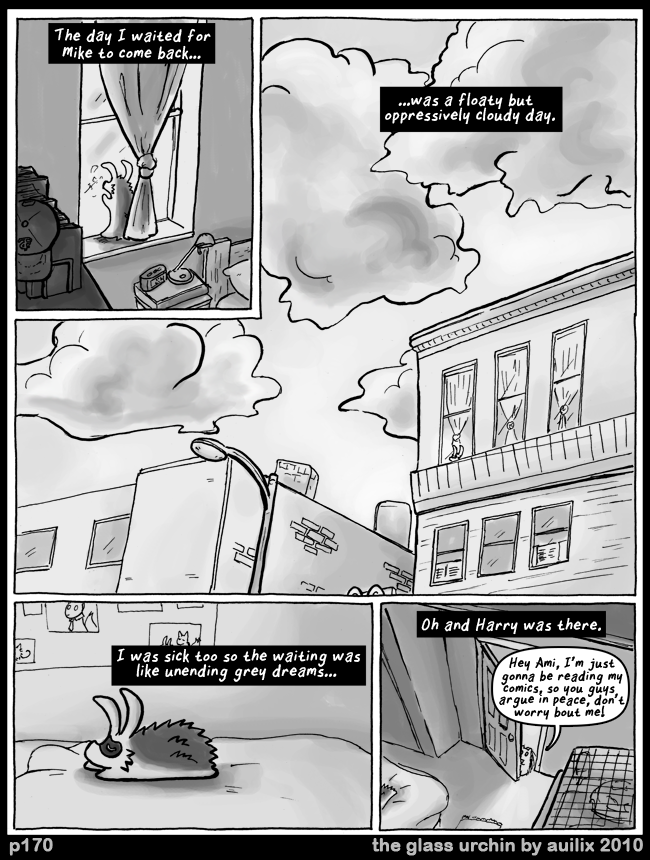 The day I waited for
Mike to come back...
...was a floaty but
oppressively cloudy day.
I was sick too so the waiting was
like unending grey dreams...
Oh and Harry was there.
Hey Ami, I'm just
gonna be reading my
comics, so you guys
argue in peace, don't
worry bout me!
p170
the glass urchin by auilix 2010